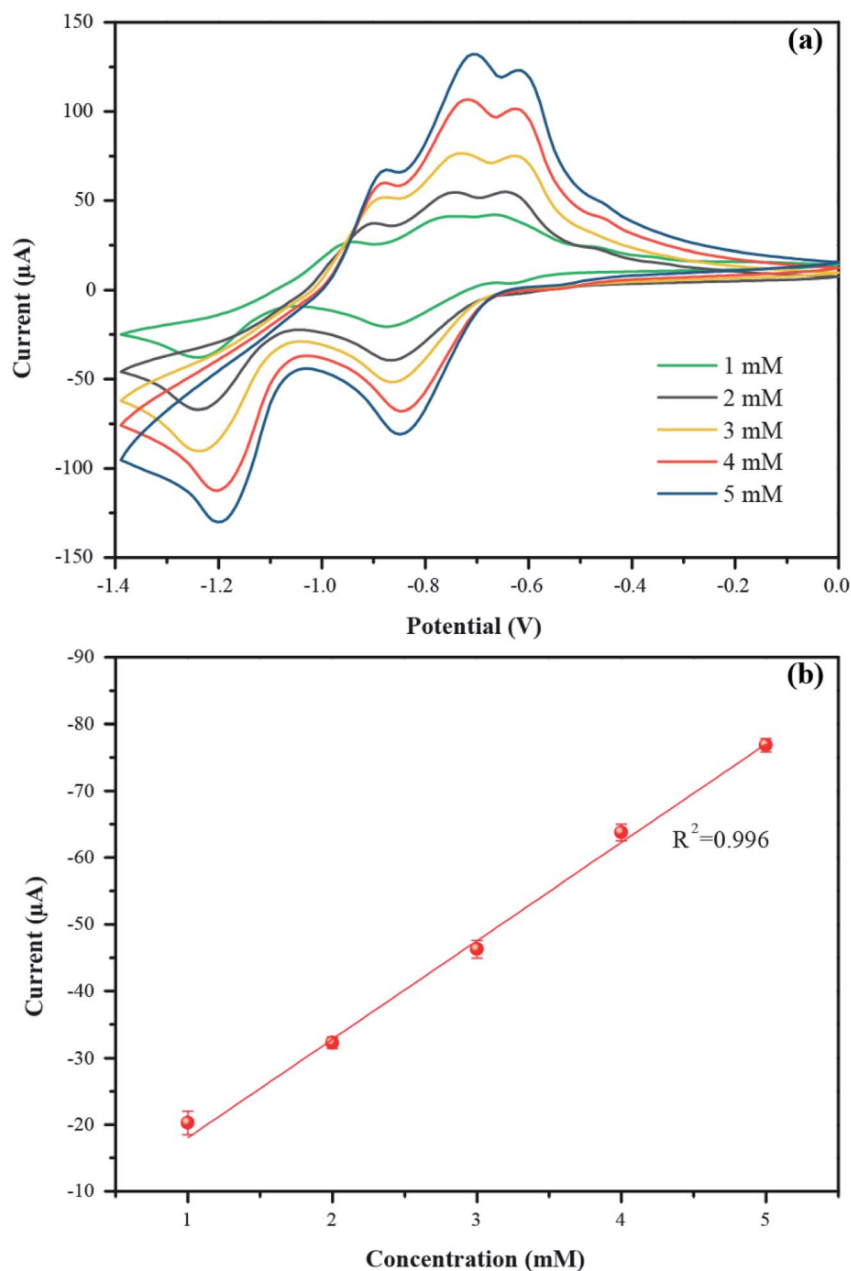 (a)
150
100
50
0
-50
-100
-150
Current (µA)
1 mM
2 mM
3 mM
4 mM
5 mM
-1.4 -1.2 -1.0 -0.8 -0.6 -0.4 -0.2 0.0
Potential (V)
(b)
-90
-80
-70
-60
-50
-40
-30
-20
-10
Current (µA)
R²=0.996
1 2 3 4 5
Concentration (mM)